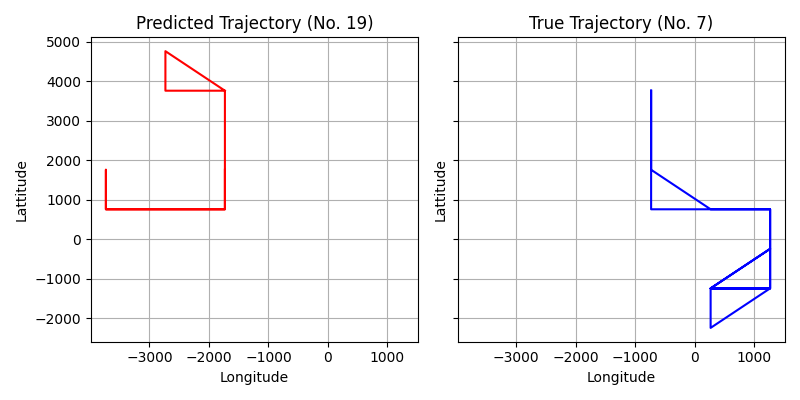 Predicted Trajectory (No. 19)
5000
4000
3000
2000
1000
0
−1000
−2000
Lattitude
−3000 −2000 −1000 0 1000
Longitude
True Trajectory (No. 7)
Lattitude
−3000 −2000 −1000 0 1000
Longitude